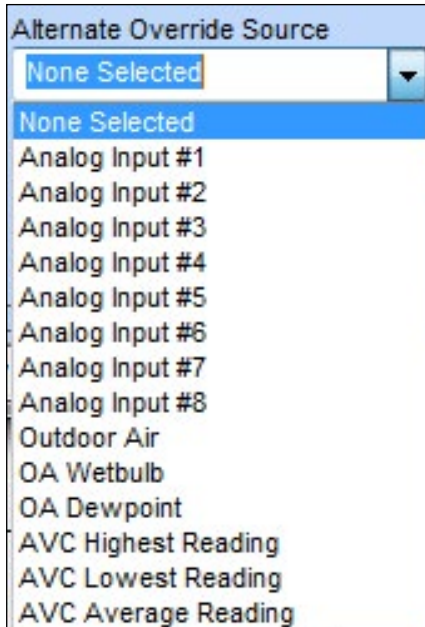 Alternate Override Source
None Selected
None Selected
Analog Input #1
Analog Input #2
Analog Input #3
Analog Input #4
Analog Input #5
Analog Input #6
Analog Input #7
Analog Input #8
Outdoor Air
OA Wetbulb
OA Dewpoint
AVC Highest Reading
AVC Lowest Reading
AVC Average Reading